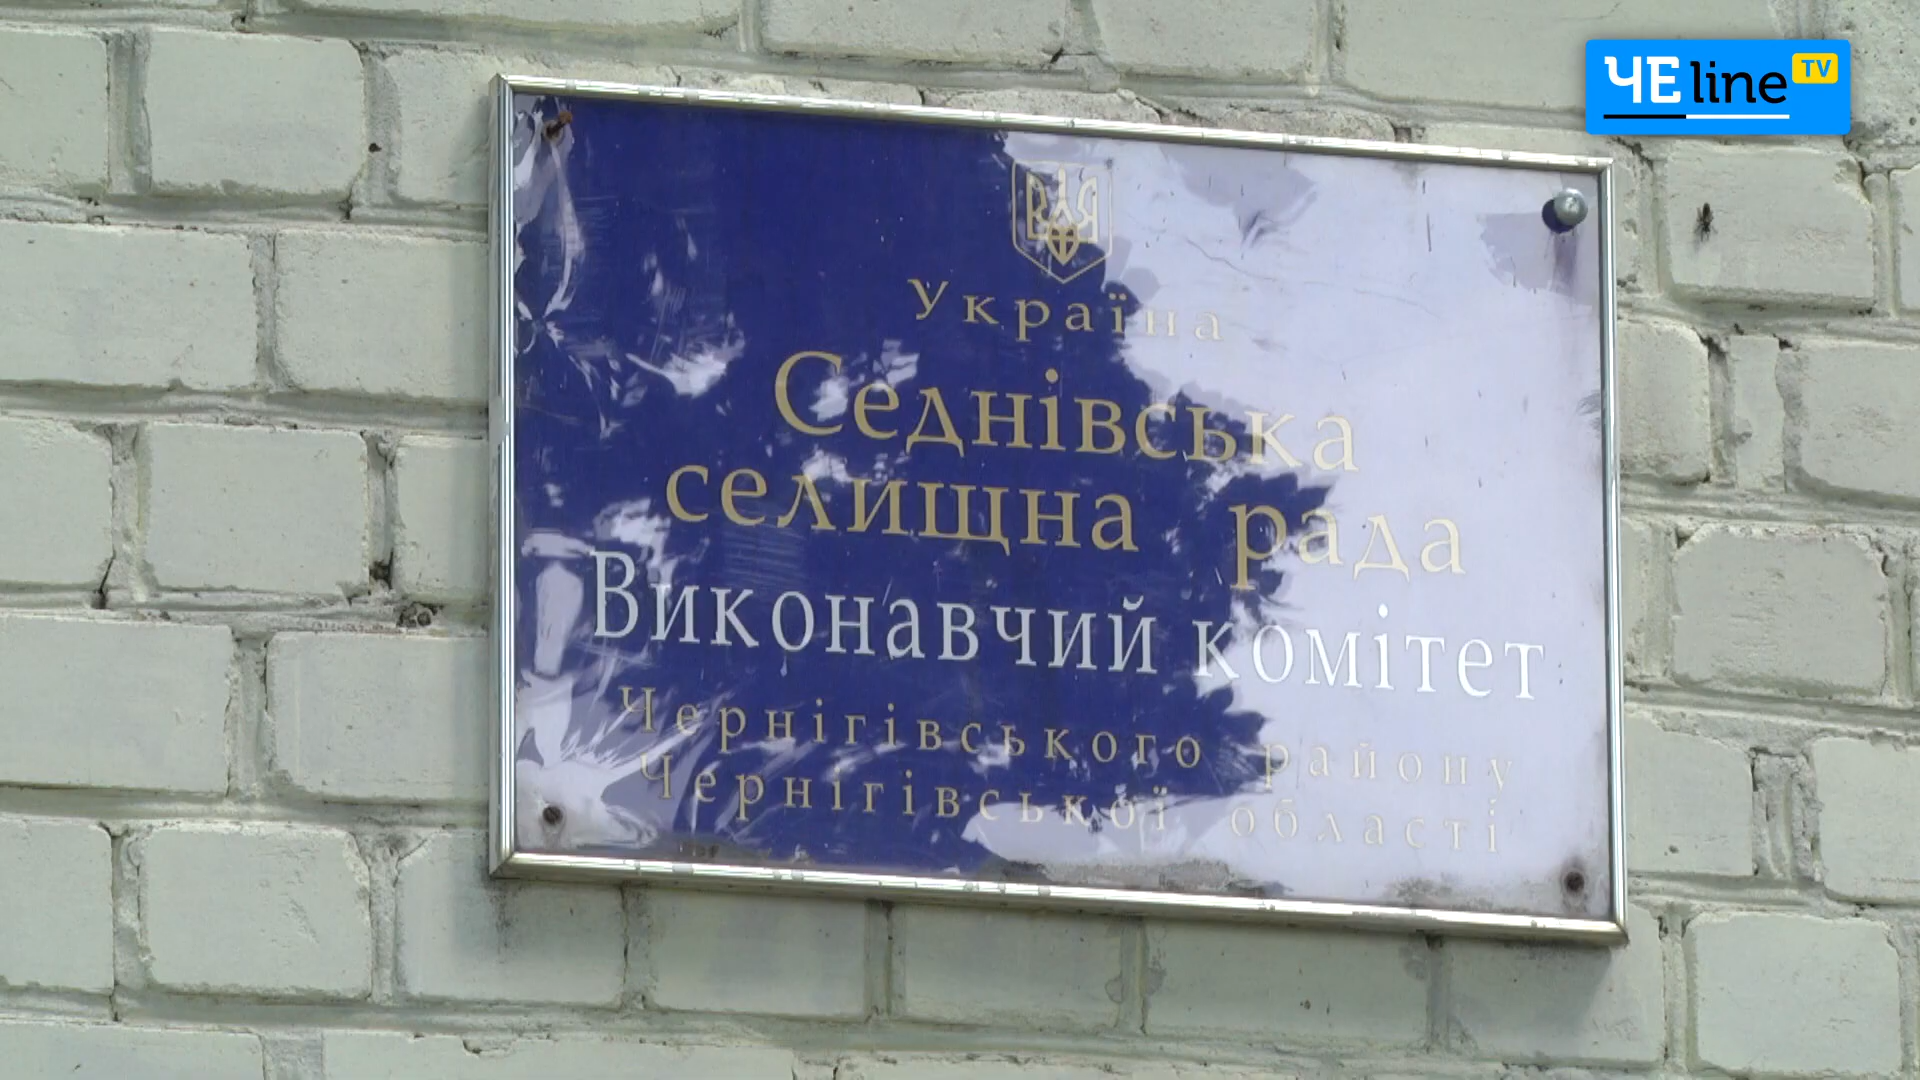 ЧЕline TV
Україна
Седнівська
селищна рада
Виконавчий комітет
Чернігівського району
Чернігівської області